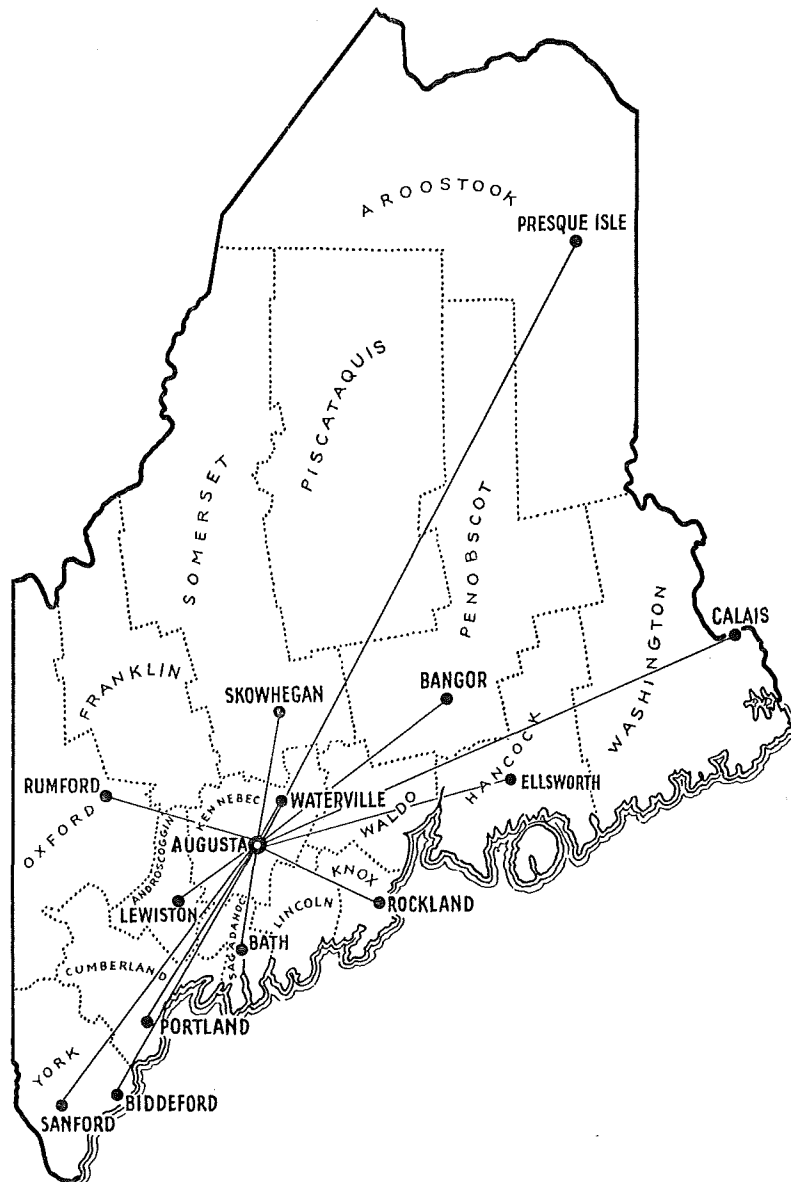 AROOSTOOK
PRESQUE ISLE
PISCATAQUIS
SOMERSET
PENOBSCOT
WASHINGTON
CALAIS
FRANKLIN
SKOWHEGAN
BANGOR
HANCOCK
RUMFORD
KENNEBEC
WATERVILLE
ELLSWORTH
WALDO
OXFORD
AUGUSTA
ANDROSCOGGIN
KNOX
LEWISTON
LINCOLN
ROCKLAND
SAGADAHOC
BATH
CUMBERLAND
PORTLAND
YORK
BIDDEFORD
SANFORD